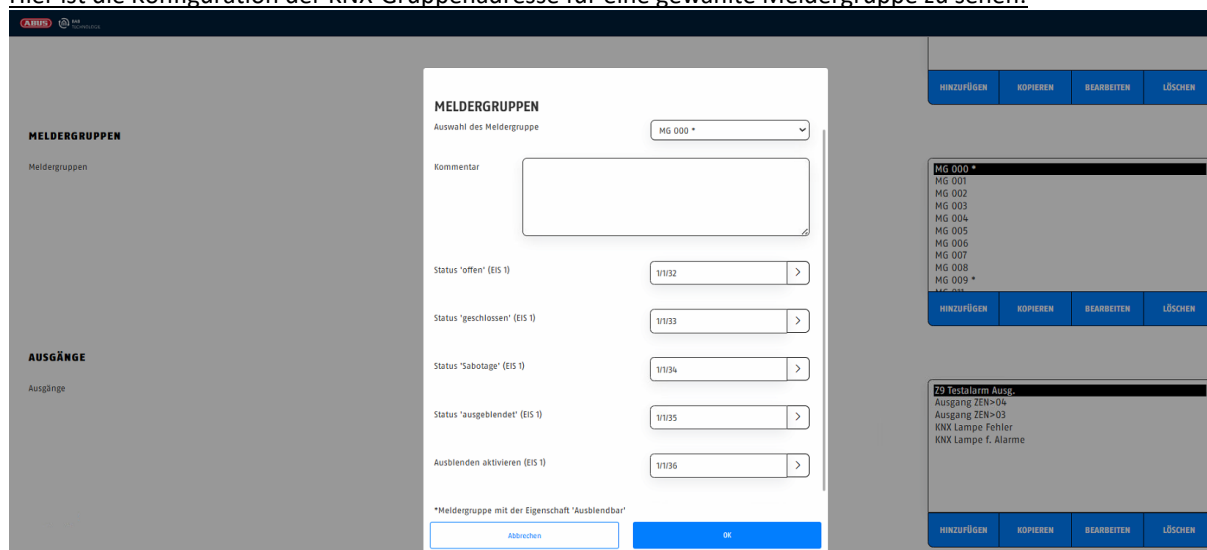 Hier ist die Konfiguration der KNX-Gruppenadresse für eine gewählte Meldergruppe zu sehen:
ABUS
TECHNOLOGIE
HINZUFÜGEN KOPIEREN BEARBEITEN LÖSCHEN
MELDERGRUPPEN
Auswahl des Meldergruppe MG 000 *
MELDERGRUPPEN
Meldergruppen
Kommentar
MG 000 *
MG 001
MG 002
MG 003
MG 004
MG 005
MG 006
MG 007
MG 008
MG 009 *
MG 011
HINZUFÜGEN KOPIEREN BEARBEITEN LÖSCHEN
Status 'offen' (EIS 1) 1/1/32
Status 'geschlossen' (EIS 1) 1/1/33
Status 'Sabotage' (EIS 1) 1/1/34
Status 'ausgeblendet' (EIS 1) 1/1/35
Ausblenden aktivieren (EIS 1) 1/1/36
*Meldergruppe mit der Eigenschaft 'Ausblendbar'
Abbrechen OK
AUSGÄNGE
Ausgänge
Z9 Testalarm Ausg.
Ausgang ZEN>04
Ausgang ZEN>03
KNX Lampe Fehler
KNX Lampe f. Alarme
HINZUFÜGEN KOPIEREN BEARBEITEN LÖSCHEN